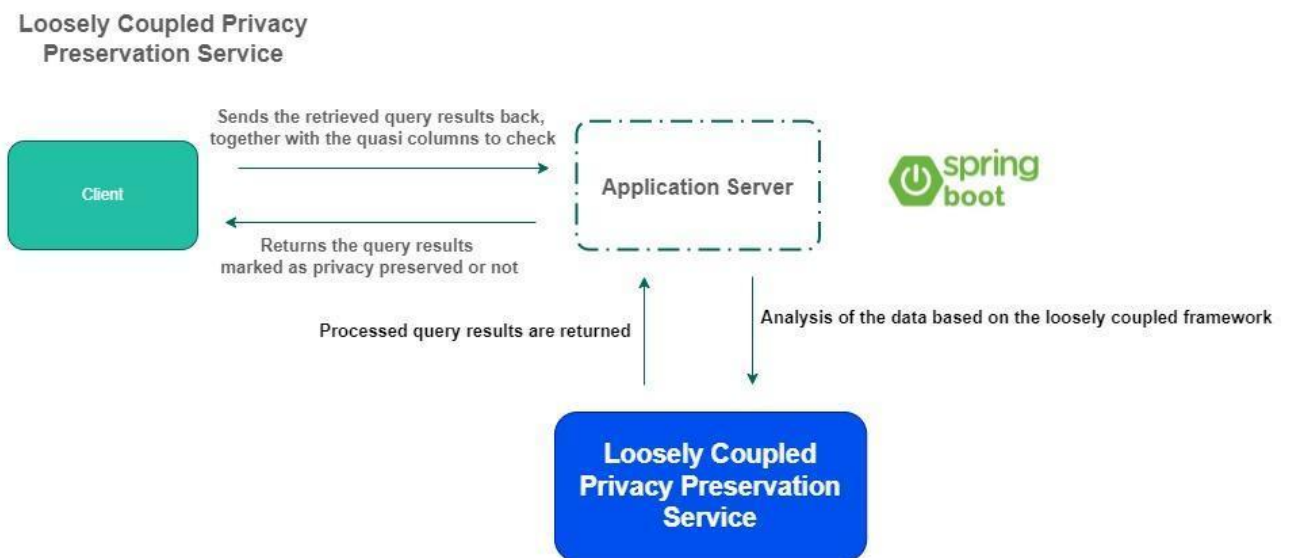 Loosely Coupled Privacy
Preservation Service
Sends the retrieved query results back,
together with the quasi columns to check
Client
Application Server
spring
boot
Returns the query results
marked as privacy preserved or not
Processed query results are returned
Analysis of the data based on the loosely coupled framework
Loosely Coupled
Privacy Preservation
Service